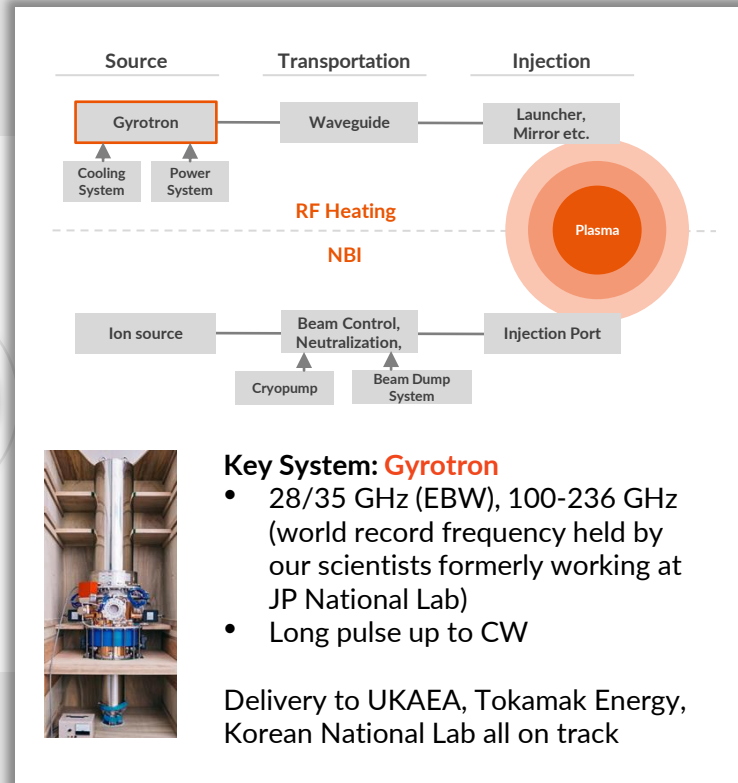 Source
Transportation
Injection
Gyrotron
Waveguide
Launcher,
Mirror etc.
Cooling
System
Power
System
RF Heating
Plasma
NBI
Ion source
Beam Control,
Neutralization,
Injection Port
Cryopump
Beam Dump
System
Key System: Gyrotron
• 28/35 GHz (EBW), 100-236 GHz
(world record frequency held by
our scientists formerly working at
JP National Lab)
• Long pulse up to CW
Delivery to UKAEA, Tokamak Energy,
Korean National Lab all on track